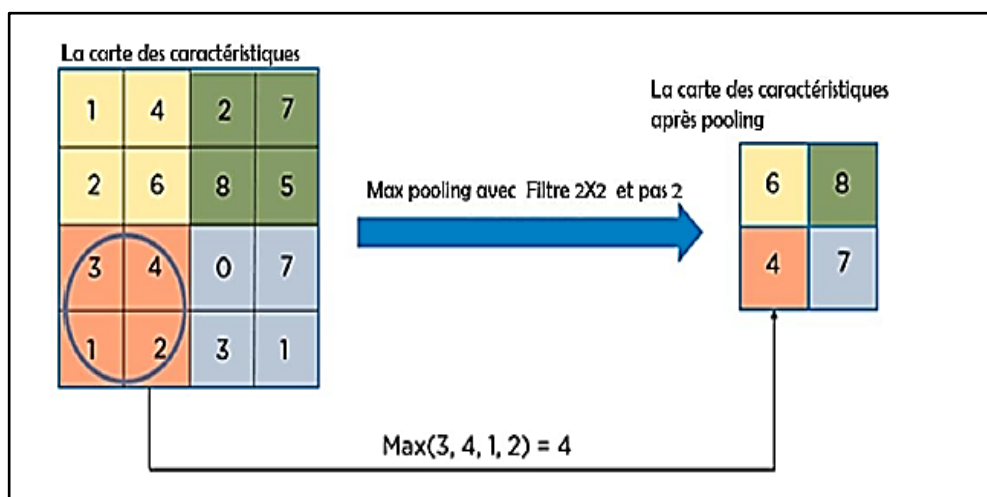 La carte des caractéristiques
1 4 2 7
2 6 8 5
3 4 0 7
1 2 3 1
Max pooling avec Filtre 2X2 et pas 2
La carte des caractéristiques
après pooling
6 8
4 7
Max(3, 4, 1, 2) = 4